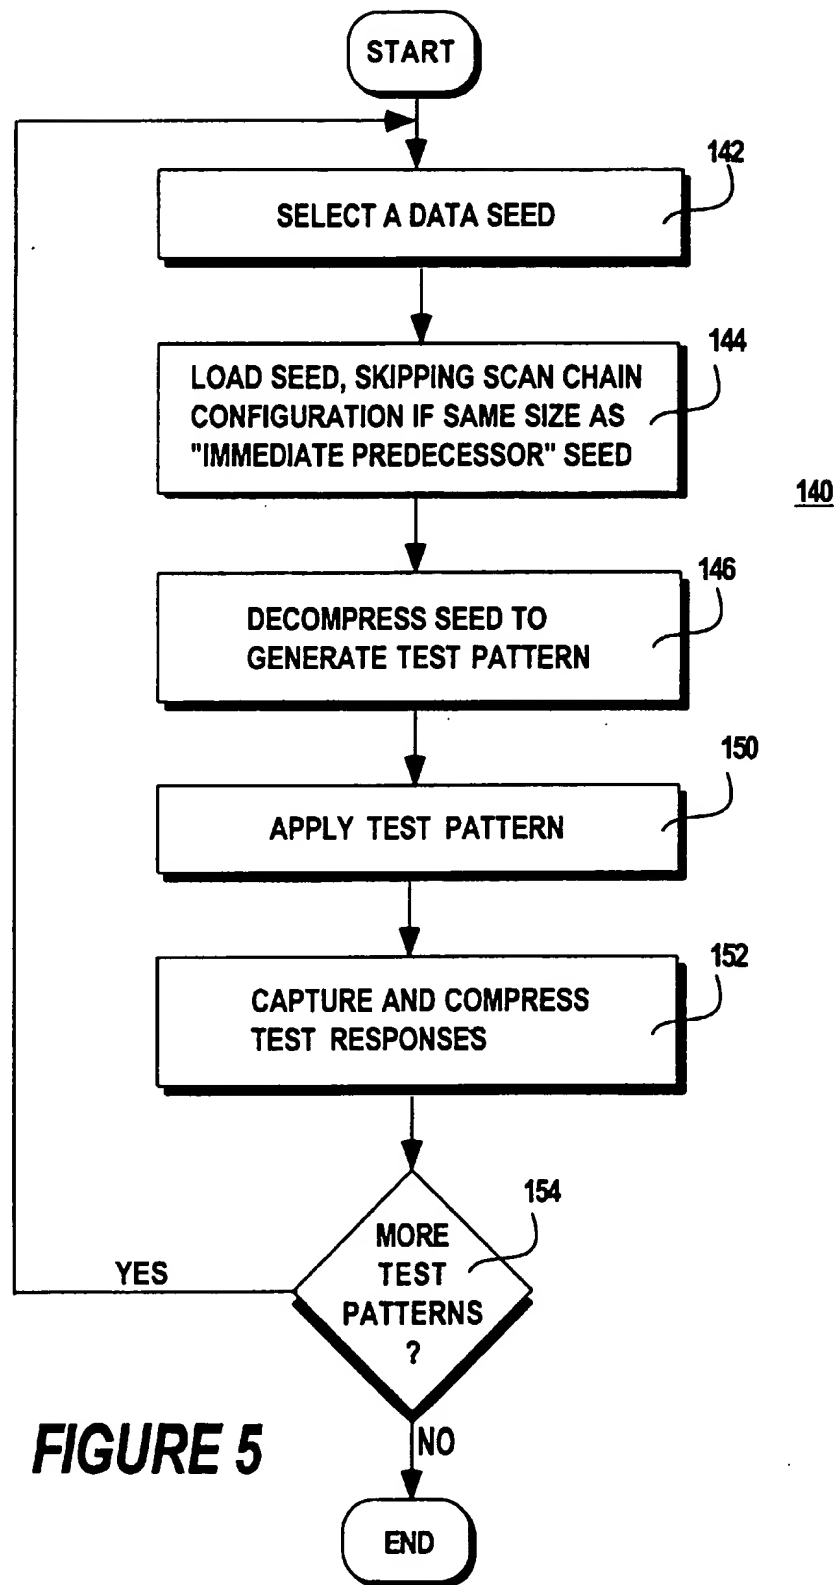 START
142
SELECT A DATA SEED
144
LOAD SEED, SKIPPING SCAN CHAIN
CONFIGURATION IF SAME SIZE AS
"IMMEDIATE PREDECESSOR" SEED
140
146
DECOMPRESS SEED TO
GENERATE TEST PATTERN
150
APPLY TEST PATTERN
152
CAPTURE AND COMPRESS
TEST RESPONSES
154
MORE
TEST
PATTERNS
?
YES
NO
FIGURE 5
END